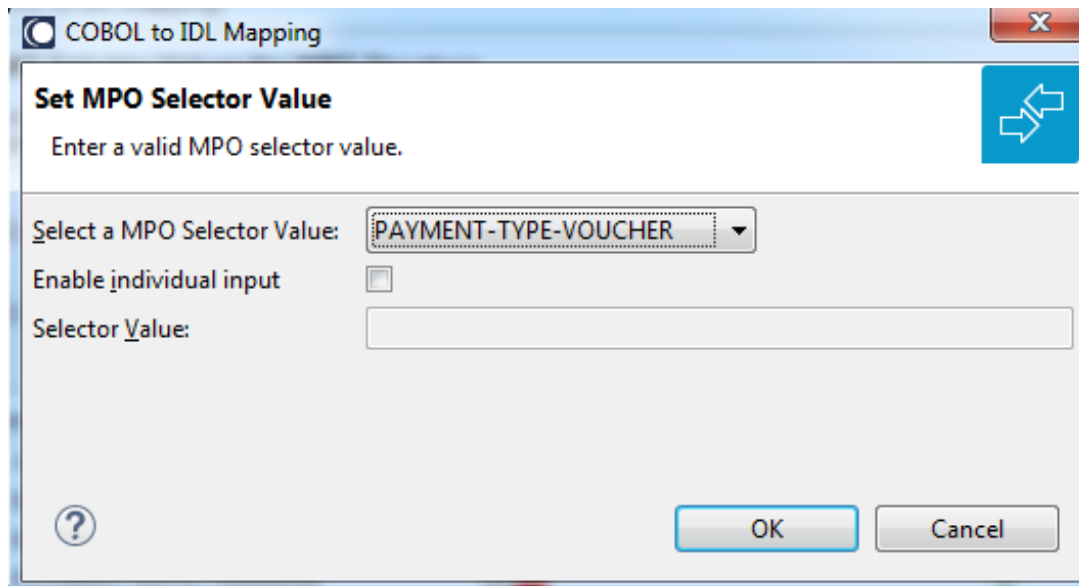 COBOL to IDL Mapping
x
Set MPO Selector Value
Enter a valid MPO selector value.
Select a MPO Selector Value: PAYMENT-TYPE-VOUCHER
Enable individual input
Selector Value:
? OK Cancel